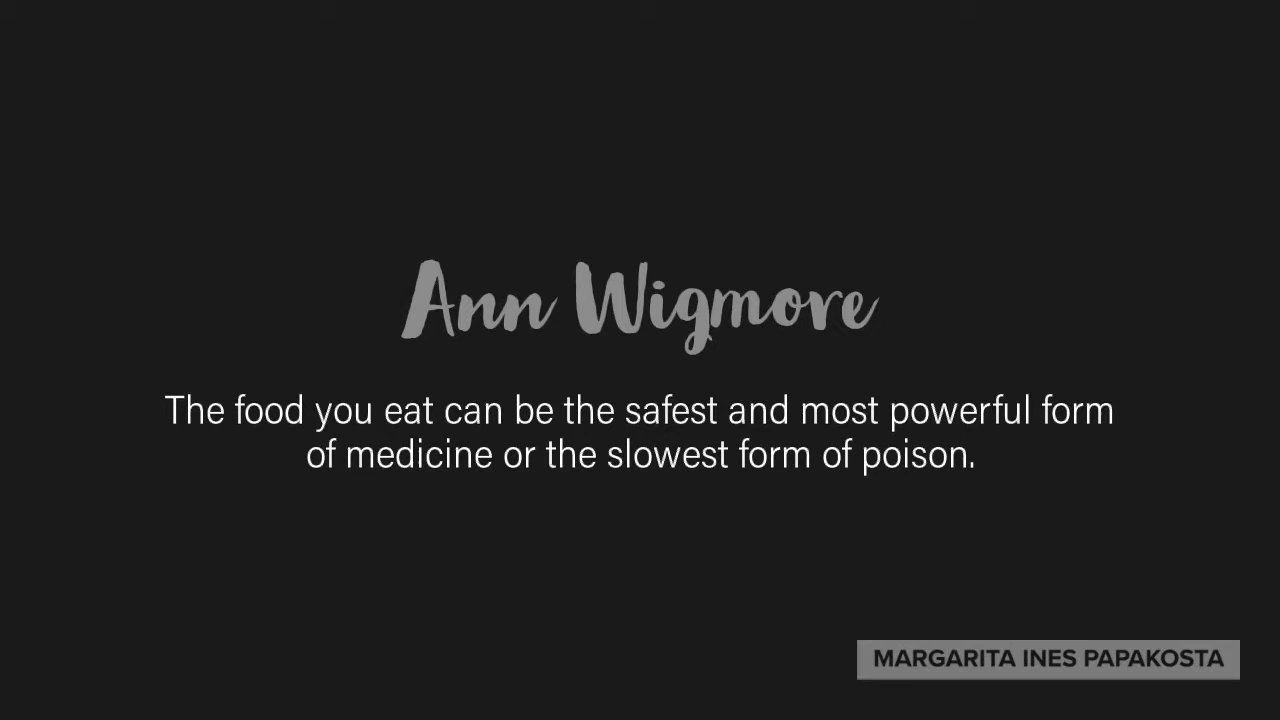 Ann Wigmore
The food you eat can be the safest and most powerful form
of medicine or the slowest form of poison.
MARGARITA INES PAPAKOSTA